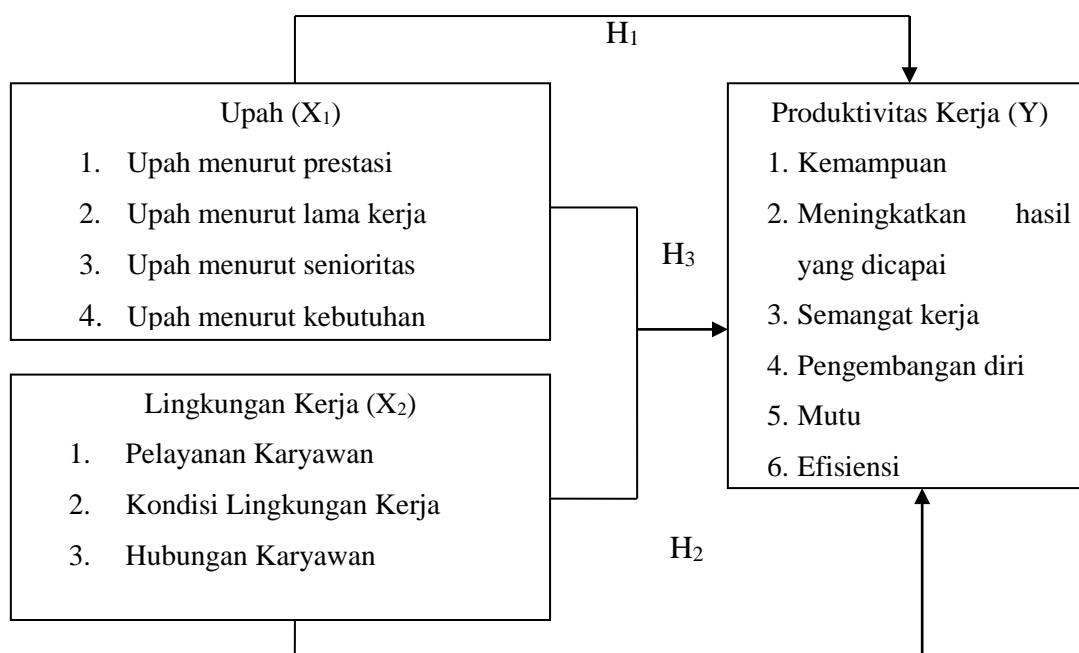 H₁
Upah (X₁)
1. Upah menurut prestasi
2. Upah menurut lama kerja
3. Upah menurut senioritas
4. Upah menurut kebutuhan
Produktivitas Kerja (Y)
1. Kemampuan
2. Meningkatkan hasil
yang dicapai
3. Semangat kerja
4. Pengembangan diri
5. Mutu
6. Efisiensi
H₃
Lingkungan Kerja (X₂)
1. Pelayanan Karyawan
2. Kondisi Lingkungan Kerja
3. Hubungan Karyawan
H₂